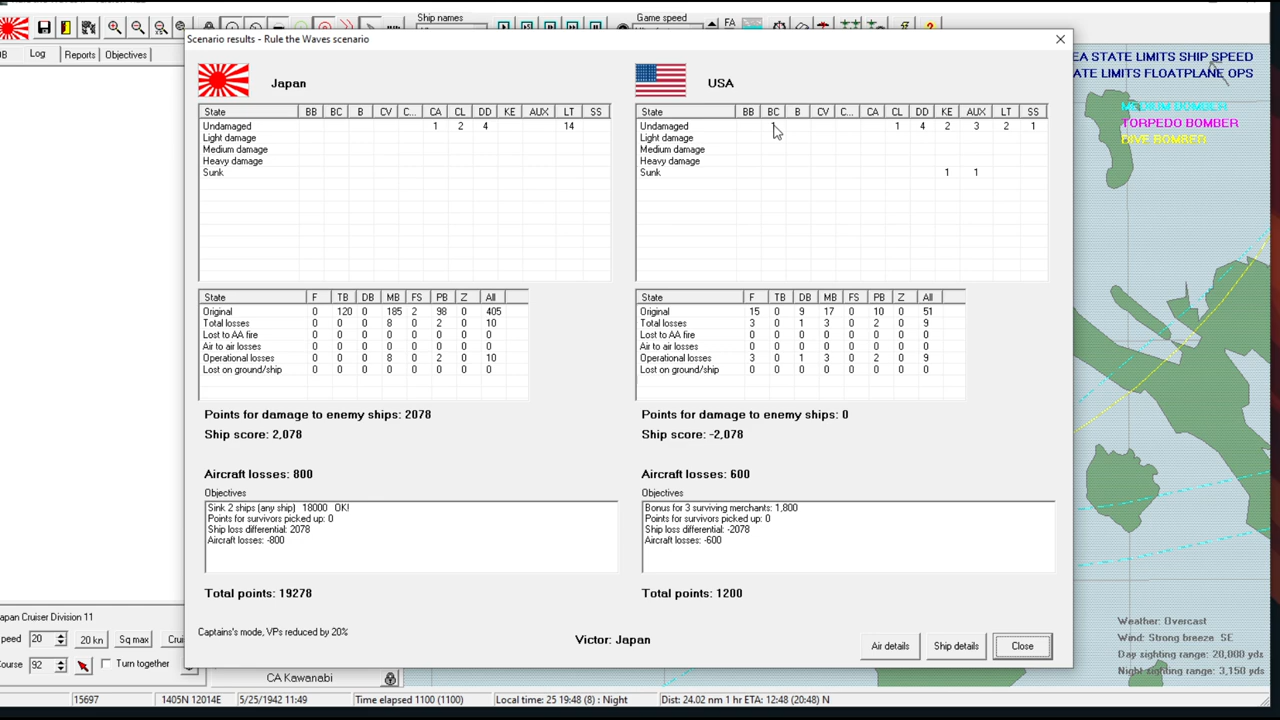 Ship names
Game speed
FA
Log
Reports
Objectives
Scenario results - Rule the Waves scenario
Japan
USA
State BB BC B CV C... CA CL DD KE AUX LT SS
Undamaged 1 2 4 14
Light damage
Medium damage
Heavy damage
Sunk
State BB BC B CV C... CA CL DD KE AUX LT SS
Undamaged 1 1 4 2 3 2 1
Light damage
Medium damage
Heavy damage
Sunk 1 1
State F TB DB MB FS PB Z All
Original 0 120 0 185 2 98 0 405
Total losses 0 0 0 8 0 2 0 10
Lost to AA fire 0 0 0 0 0 0 0 0
Air to air losses 0 0 0 0 0 0 0 0
Operational losses 0 0 0 8 0 2 0 10
Lost on ground/ship 0 0 0 0 0 0 0 0
State F TB DB MB FS PB Z All
Original 15 0 9 17 0 10 0 51
Total losses 3 0 1 3 0 2 0 9
Lost to AA fire 0 0 0 0 0 0 0 0
Air to air losses 0 0 0 0 0 0 0 0
Operational losses 3 0 1 3 0 2 0 9
Lost on ground/ship 0 0 0 0 0 0 0 0
Points for damage to enemy ships: 2078
Ship score: 2,078
Aircraft losses: 800
Objectives
Sink 2 ships (any ship) 18000 OK!
Points for survivors picked up: 0
Ship loss differential: 2078
Aircraft losses: -800
Total points: 19278
Points for damage to enemy ships: 0
Ship score: -2,078
Aircraft losses: 600
Objectives
Bonus for 3 surviving merchants: 1,800
Points for survivors picked up: 0
Ship loss differential: -2078
Aircraft losses: -600
Total points: 1200
Captains's mode, VPs reduced by 20%
Victor: Japan
Air details
Ship details
Close
EA STATE LIMITS SHIP SPEED
ATE LIMITS FLOATPLANE OPS
MEDIUM BOMBER
TORPEDO BOMBER
DIVE BOMBER
Weather: Overcast
Wind: Strong breeze SE
Day sighting range: 20,000 yds
Night sighting range: 3,150 yds
apan Cruiser Division 11
peed 20 20 kn Sq max Crui
ourse 92 Turn together
CA Kawanabi
15697 1405N 12014E 5/25/1942 11:49 Time elapsed 1100 (1100) Local time: 25 19:48 (8) : Night Dist: 24.02 nm 1 hr ETA: 12:48 (20:48) N